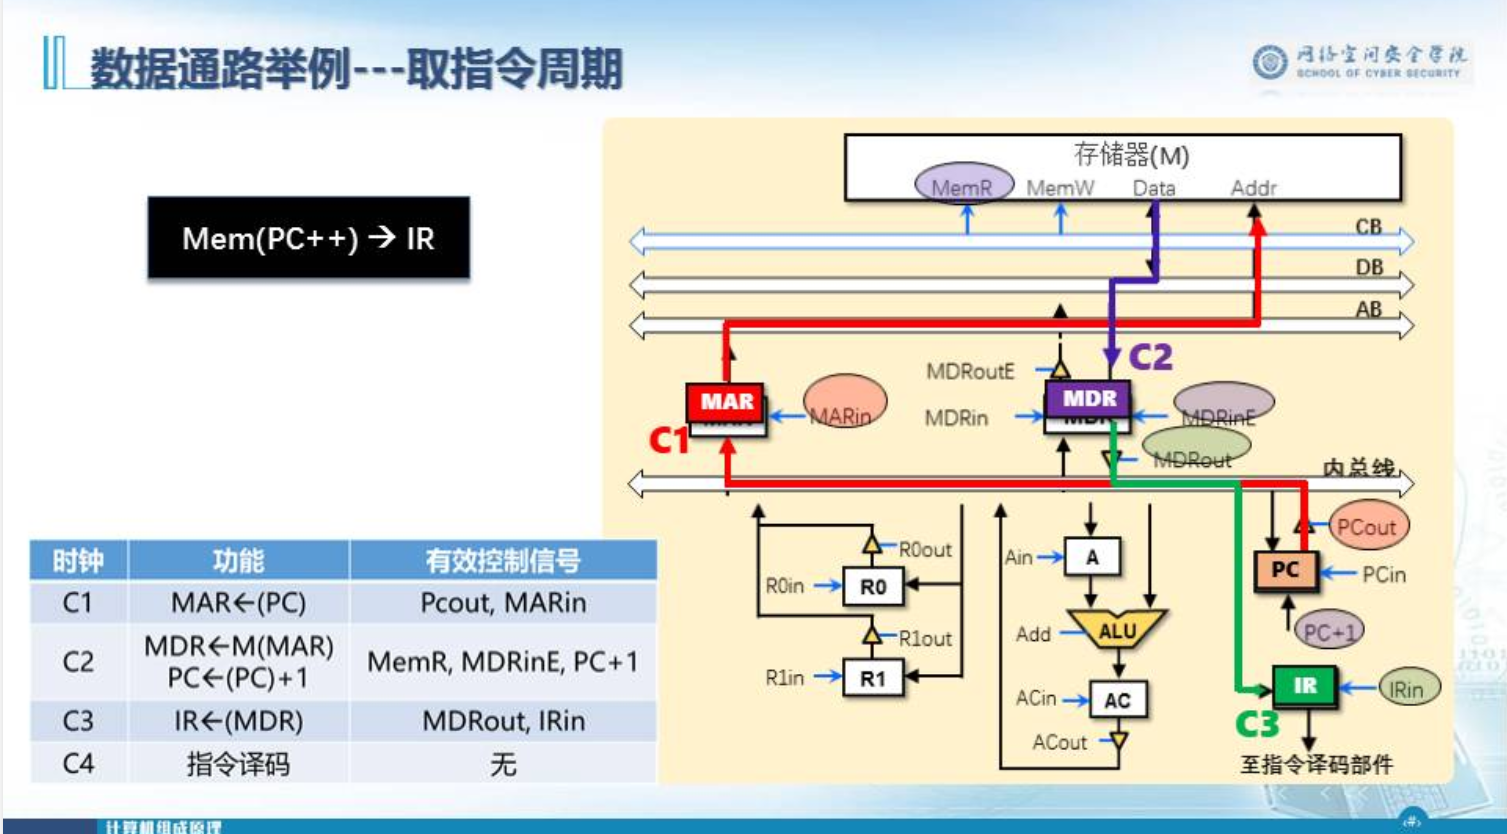 数据通路举例---取指令周期
网络空间安全学院
SCHOOL OF CYBER SECURITY
Mem(PC++) → IR
存储器(M)
MemR MemW Data Addr
CB
DB
AB
C2
MDRoutE
MAR
MARin
MDRin
MDR
MDRinE
C1
MDRout
内总线
PCout
R0out
Ain
A
PC
PCin
R0in
R0
R1out
Add
ALU
PC+1
R1in
R1
ACin
AC
IR
IRin
C3
ACout
至指令译码部件
时钟 功能 有效控制信号
C1 MAR←(PC) Pcout, MARin
C2 MDR←M(MAR) MemR, MDRinE, PC+1
PC←(PC)+1
C3 IR←(MDR) MDRout, IRin
C4 指令译码 无
计算机组成原理
‹#›